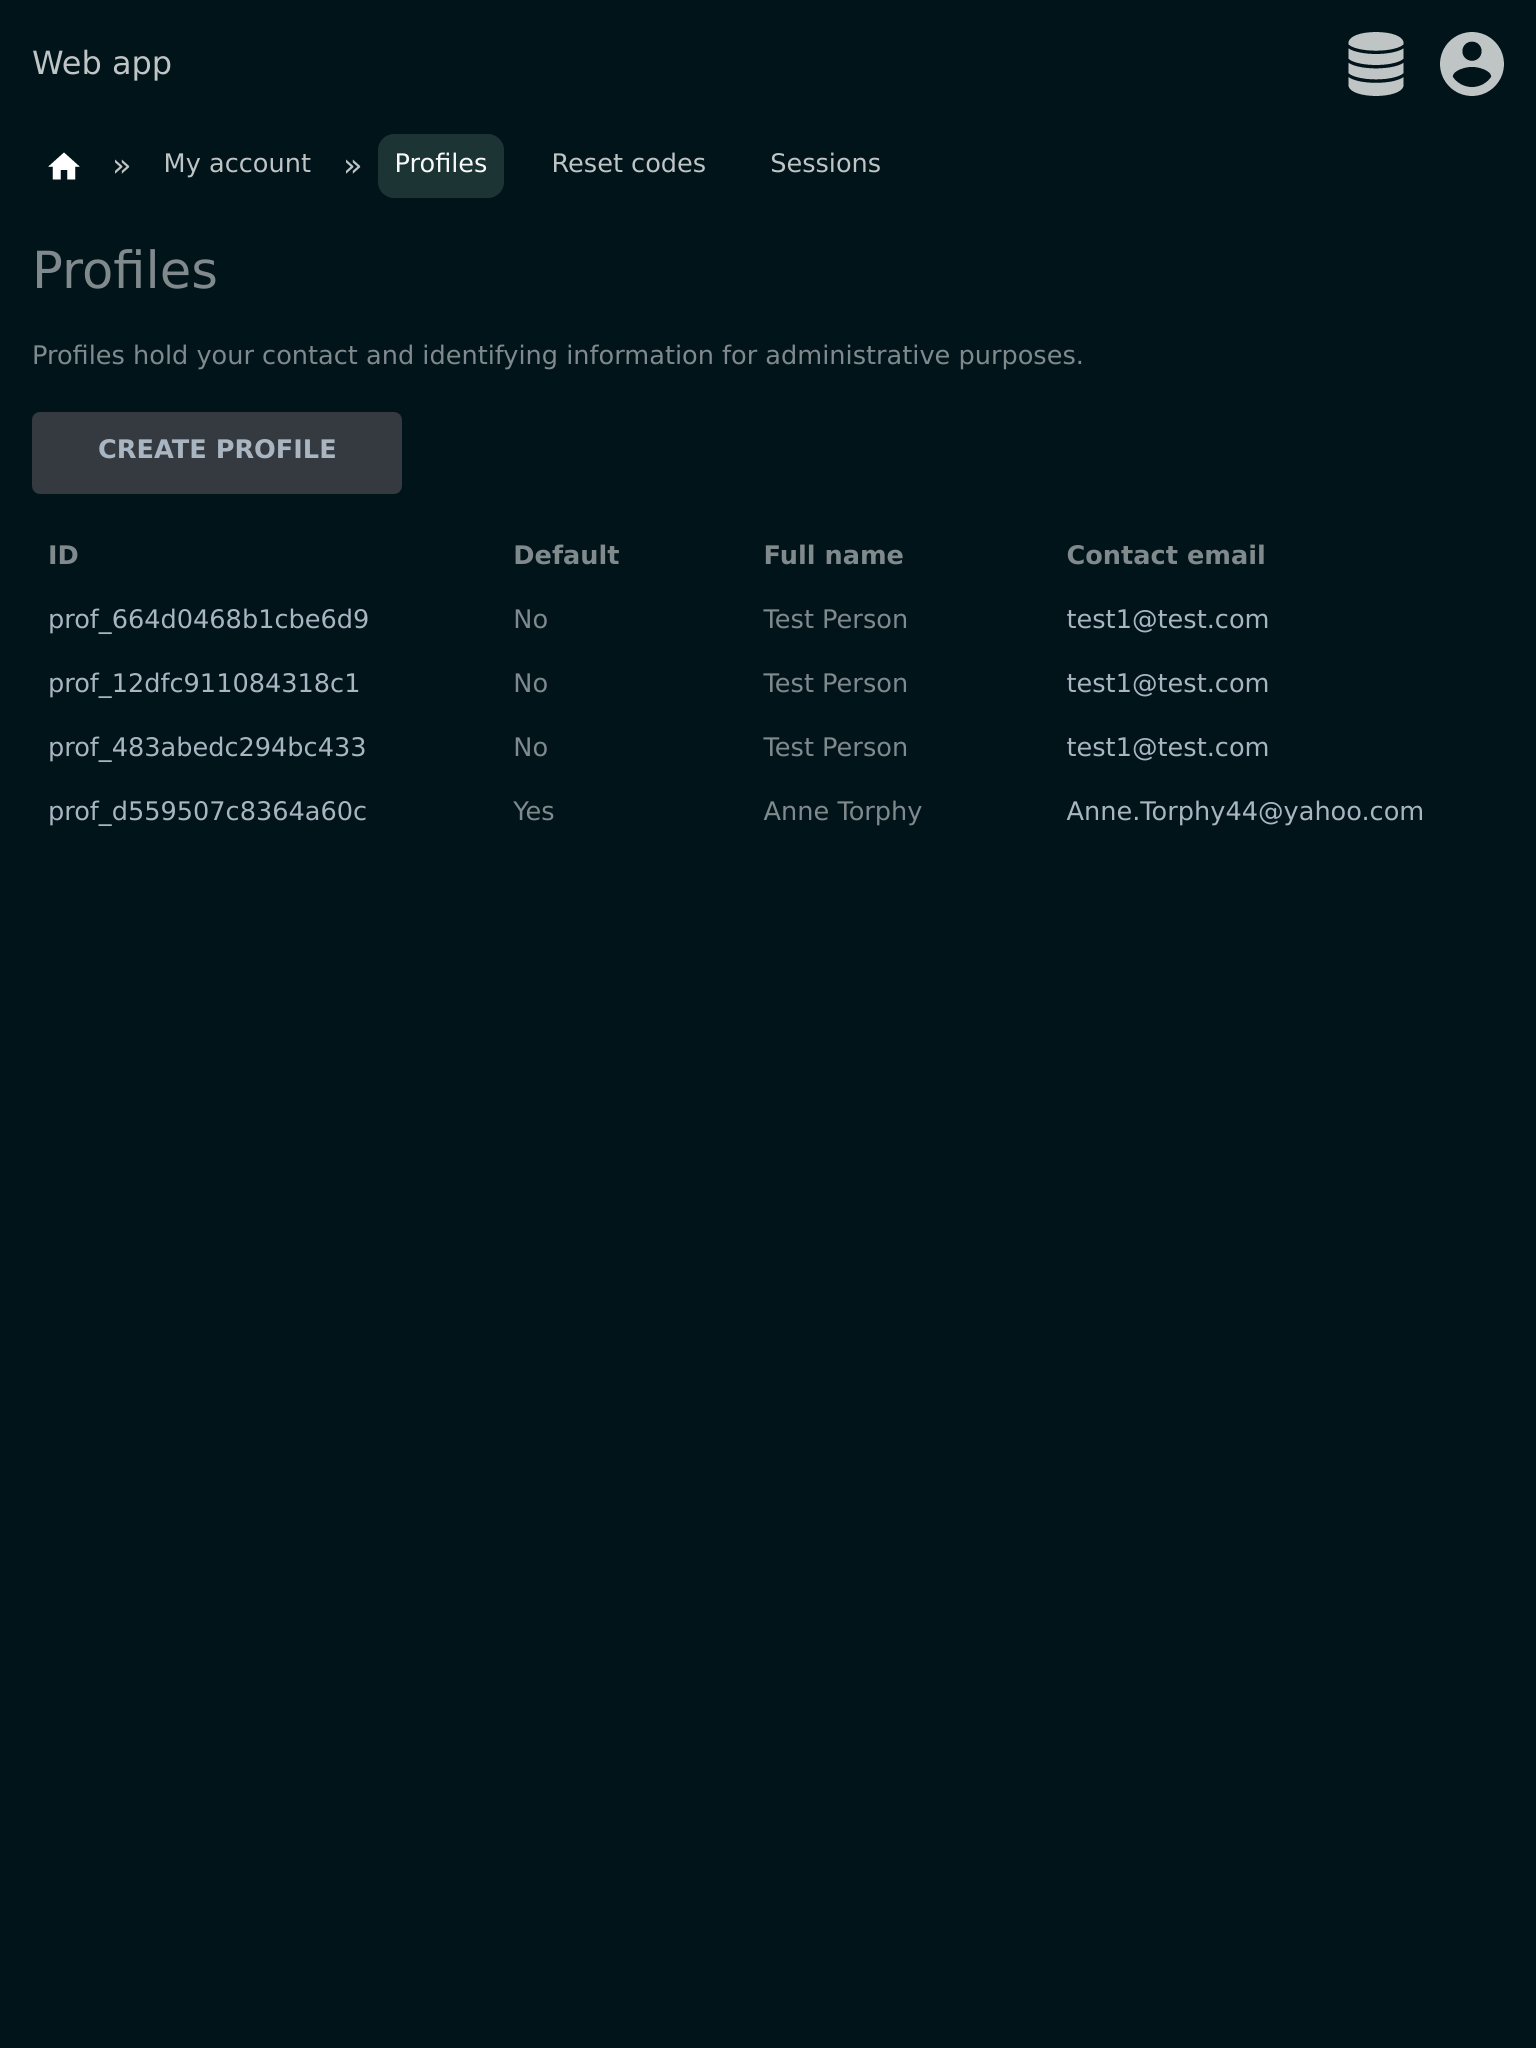 Web app
» My account » Profiles Reset codes Sessions
Profiles
Profiles hold your contact and identifying information for administrative purposes.
CREATE PROFILE
ID Default Full name Contact email
prof_664d0468b1cbe6d9 No Test Person test1@test.com
prof_12dfc911084318c1 No Test Person test1@test.com
prof_483abedc294bc433 No Test Person test1@test.com
prof_d559507c8364a60c Yes Anne Torphy Anne.Torphy44@yahoo.com